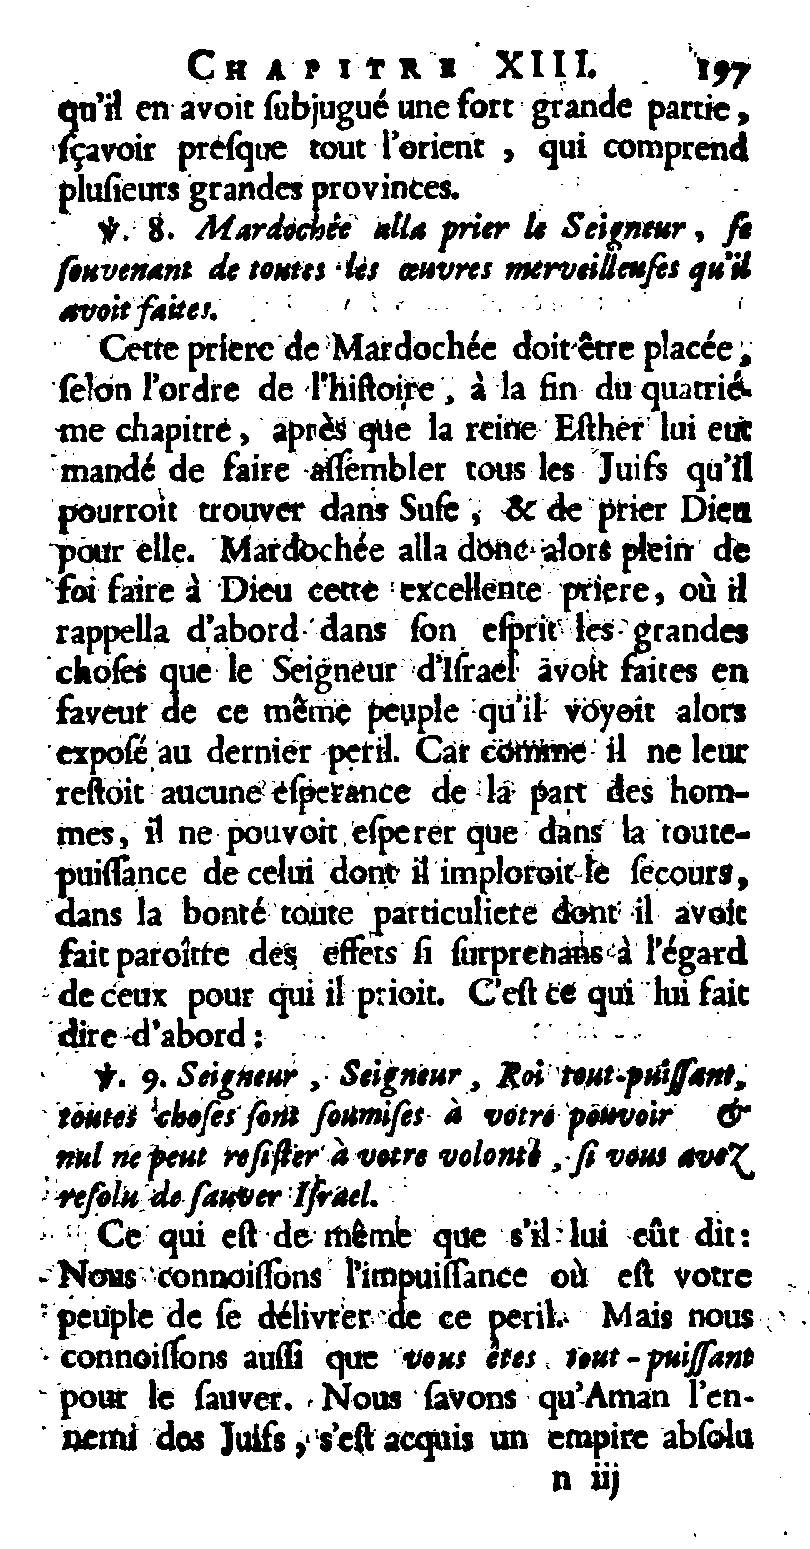 CHAPITRE XIII. 197
qu'il en avoit ſubjugué une fort grande partie,
ſçavoir preſque tout l'orient, qui comprend
pluſieurs grandes provinces.
℣. 8. Mardochée alla prier le Seigneur, ſe
ſouvenant de toutes les œuvres merveilleuſes qu'il
avoit faites.
Cette priere de Mardochée doit être placée,
ſelon l'ordre de l'hiſtoire, à la fin du quatrié-
me chapitre, après que la reine Eſther lui eut
mandé de faire aſſembler tous les Juifs qu'il
pourroit trouver dans Suſe, & de prier Dieu
pour elle. Mardochée alla donc alors plein de
foi faire à Dieu cette excellente priere, où il
rappella d'abord dans ſon eſprit les grandes
choſes que le Seigneur d'Iſrael avoit faites en
faveur de ce même peuple qu'il voyoit alors
expoſé au dernier peril. Car comme il ne leur
reſtoit aucune eſperance de la part des hom-
mes, il ne pouvoit eſperer que dans la toute-
puiſſance de celui dont il imploroit le ſecours,
dans la bonté toute particuliere dont il avoit
fait paroître des effets ſi ſurprenans à l'égard
de ceux pour qui il prioit. C'eſt ce qui lui fait
dire d'abord :
℣. 9. Seigneur, Seigneur, Roi tout-puiſſant,
toutes choſes ſont ſoumiſes à votre pouvoir &
nul ne peut reſiſter à votre volonté, ſi vous avez
reſolu de ſauver Iſrael.
Ce qui eſt de même que s'il lui eût dit :
Nous connoiſſons l'impuiſſance où eſt votre
peuple de ſe délivrer de ce peril. Mais nous
connoiſſons auſſi que vous êtes tout-puiſſant
pour le ſauver. Nous ſavons qu'Aman l'en-
nemi des Juifs, s'eſt acquis un empire abſolu
n iij